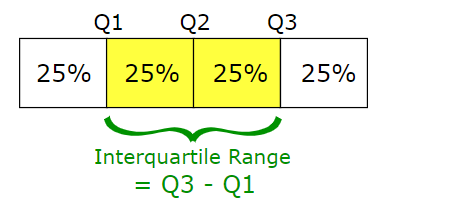 Q1 Q2 Q3
25% 25% 25% 25%
Interquartile Range
= Q3 - Q1